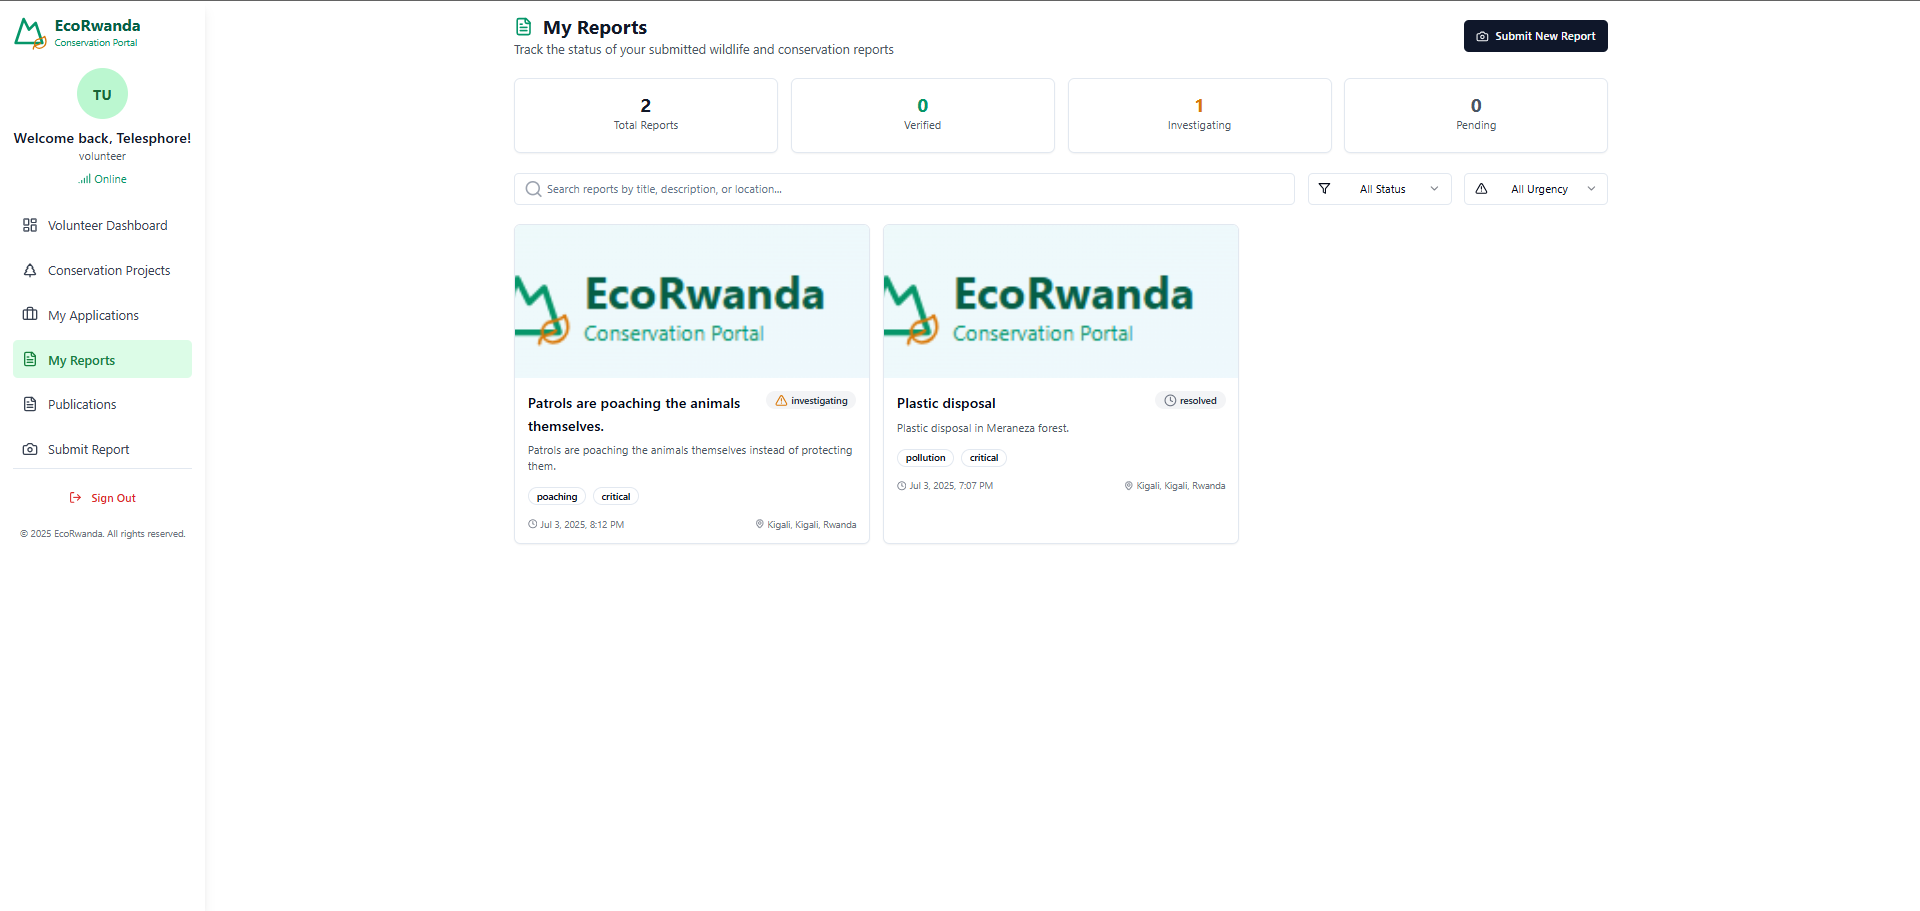 EcoRwanda
Conservation Portal
TU
Welcome back, Telesphore!
volunteer
Online
Volunteer Dashboard
Conservation Projects
My Applications
My Reports
Publications
Submit Report
Sign Out
© 2025 EcoRwanda. All rights reserved.
My Reports
Track the status of your submitted wildlife and conservation reports
Submit New Report
2
Total Reports
0
Verified
1
Investigating
0
Pending
Search reports by title, description, or location...
All Status
All Urgency
EcoRwanda
Conservation Portal
Patrols are poaching the animals
themselves.
investigating
Patrols are poaching the animals themselves instead of protecting
them.
poaching
critical
Jul 3, 2025, 8:12 PM
Kigali, Kigali, Rwanda
EcoRwanda
Conservation Portal
Plastic disposal
resolved
Plastic disposal in Meraneza forest.
pollution
critical
Jul 3, 2025, 7:07 PM
Kigali, Kigali, Rwanda